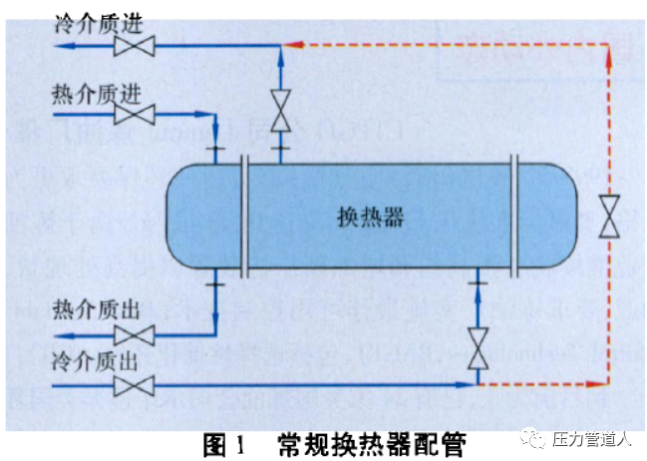 冷介质进
热介质进
换热器
热介质出
冷介质出
图1 常规换热器配管
压力管道人